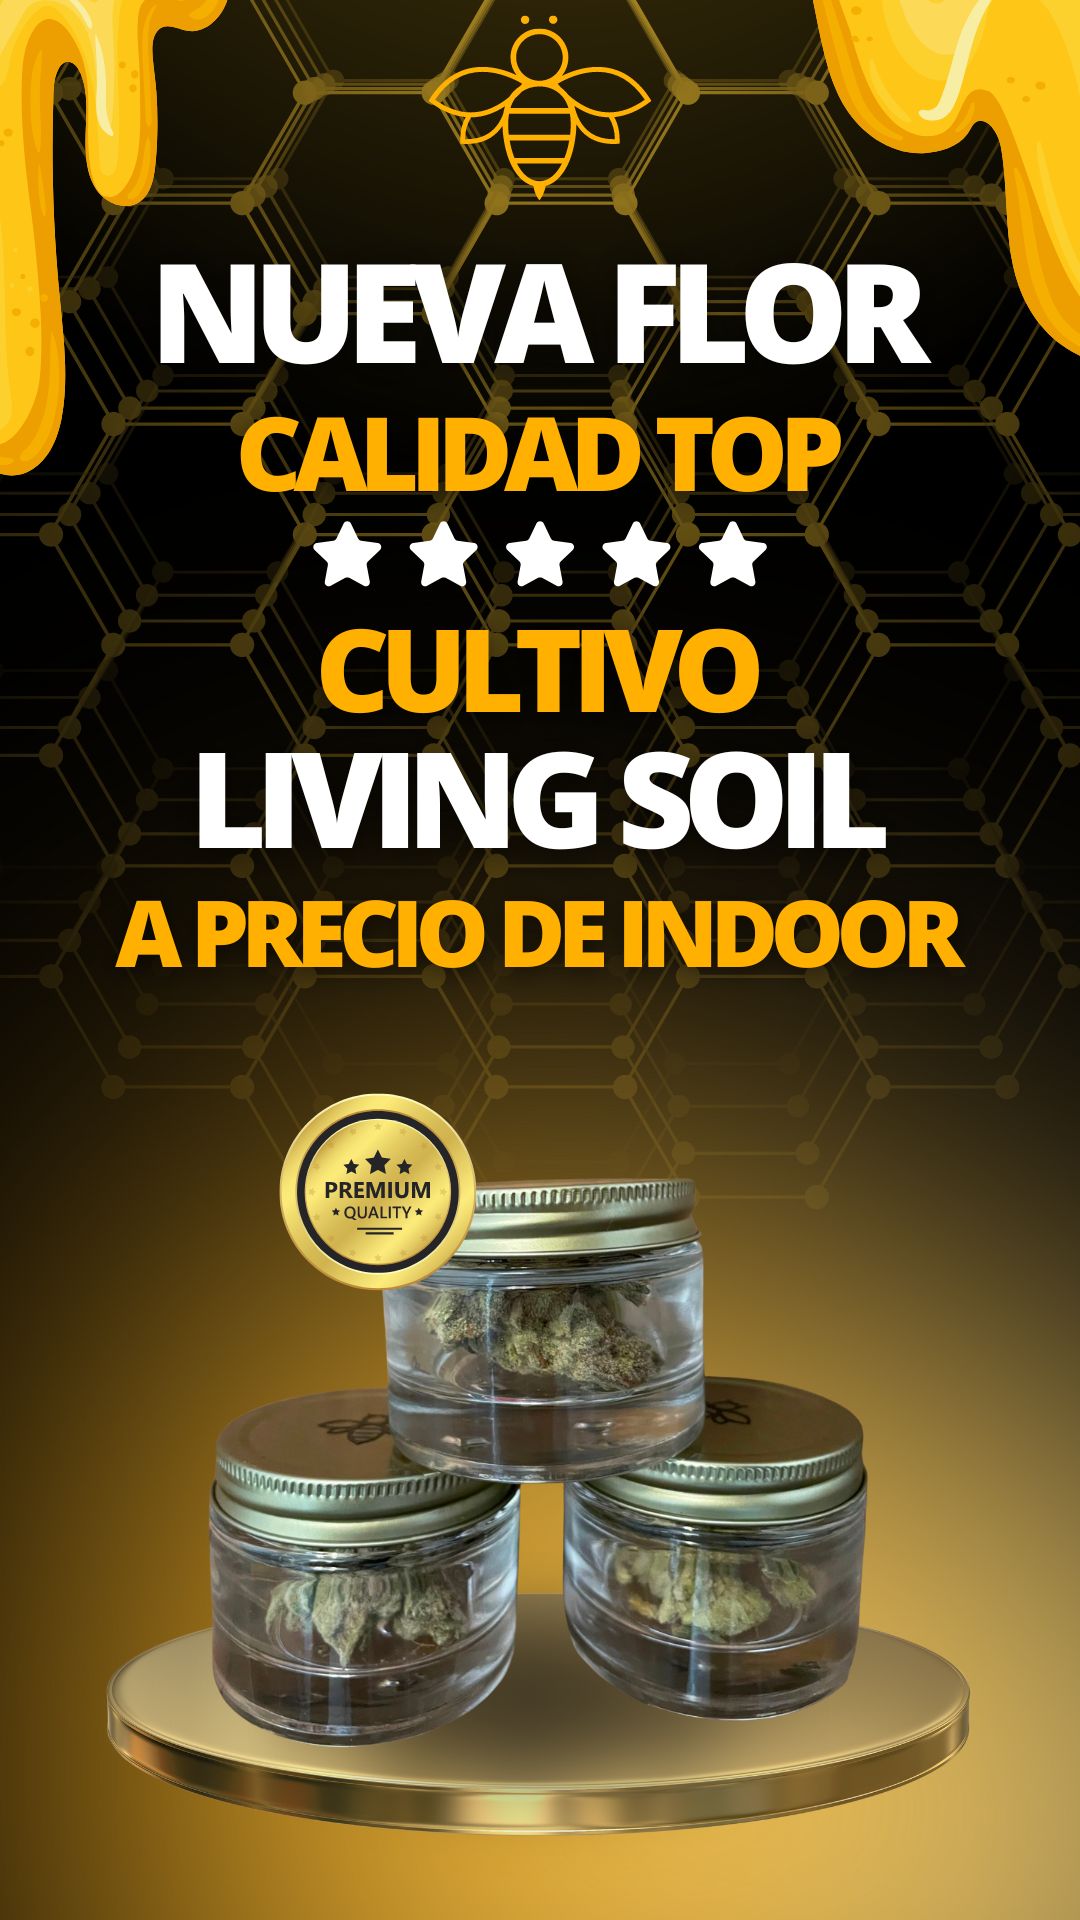 NUEVA FLOR
CALIDAD TOP
CULTIVO
LIVING SOIL
A PRECIO DE INDOOR
PREMIUM
QUALITY